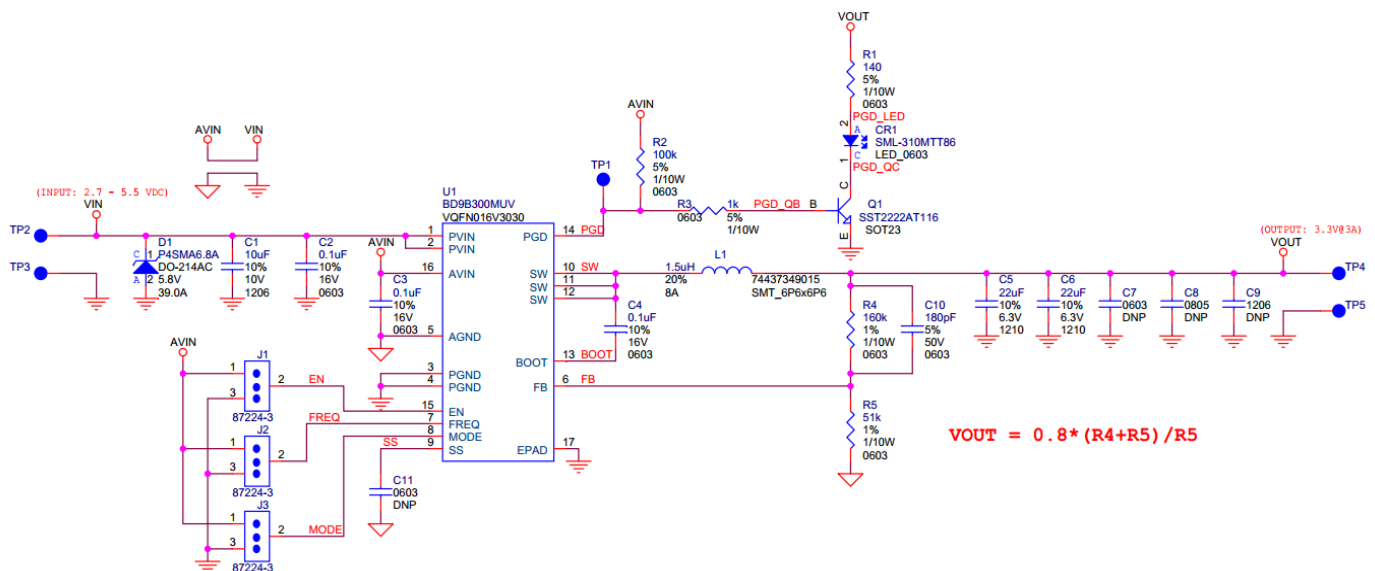 VOUT
R1
140
5%
1/10W
0603
PGD_LED
2
A
CR1
SML-310MTT86
C
LED_0603
1
PGD_QC
AVIN
VIN
AVIN
R2
100k
5%
1/10W
0603
TP1
(INPUT: 2.7 - 5.5 VDC)
VIN
TP2
TP3
D1
C
1
P4SMA6.8A
DO-214AC
A
2
5.8V
39.0A
C1
10uF
10%
10V
1206
C2
0.1uF
10%
16V
0603
U1
BD9B300MUV
VQFN016V3030
1
PVIN
2
PVIN
16
AVIN
5
AGND
3
PGND
4
PGND
15
EN
7
FREQ
8
MODE
9
SS
PGD
14
PGD
SW
10
SW
SW
11
SW
12
BOOT
13
BOOT
FB
6
FB
EPAD
17
AVIN
C3
0.1uF
10%
16V
0603
R3
0603
1k
5%
1/10W
PGD_QB
B
C
E
Q1
SST2222AT116
SOT23
1.5uH
20%
8A
L1
74437349015
SMT_6P6x6P6
C4
0.1uF
10%
16V
0603
R4
160k
1%
1/10W
0603
C10
180pF
5%
50V
0603
R5
51k
1%
1/10W
0603
(OUTPUT: 3.3V@3A)
VOUT
TP4
TP5
C5
22uF
10%
6.3V
1210
C6
22uF
10%
6.3V
1210
C7
0603
DNP
C8
0805
DNP
C9
1206
DNP
VOUT = 0.8*(R4+R5)/R5
AVIN
J1
1
2
3
EN
87224-3
J2
1
2
3
FREQ
87224-3
J3
1
2
3
MODE
87224-3
SS
C11
0603
DNP